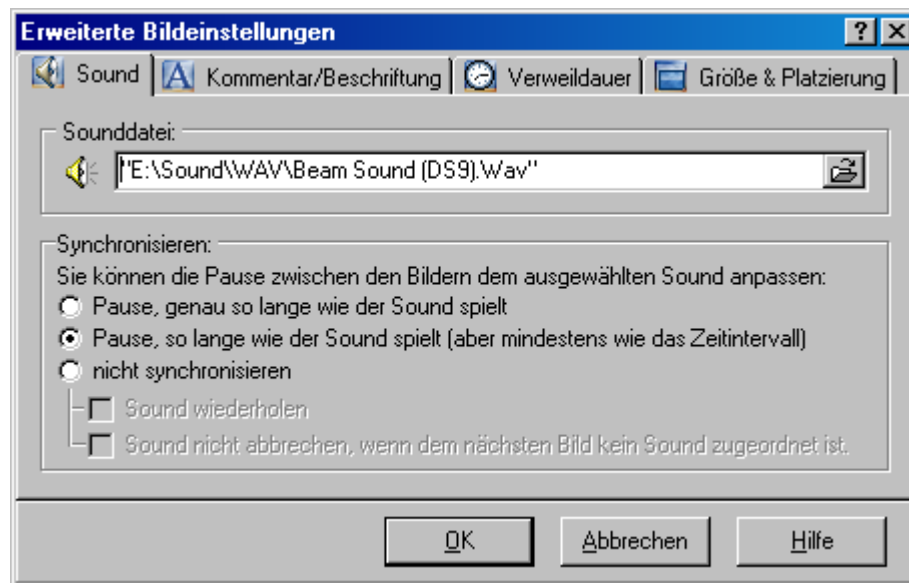 Erweiterte Bildeinstellungen
Sound
Kommentar/Beschriftung
Verweildauer
Größe & Platzierung
Sounddatei:
"E:\Sound\WAV\Beam Sound (DS9).Wav"
Synchronisieren:
Sie können die Pause zwischen den Bildern dem ausgewählten Sound anpassen:
Pause, genau so lange wie der Sound spielt
Pause, so lange wie der Sound spielt (aber mindestens wie das Zeitintervall)
nicht synchronisieren
Sound wiederholen
Sound nicht abbrechen, wenn dem nächsten Bild kein Sound zugeordnet ist.
OK
Abbrechen
Hilfe